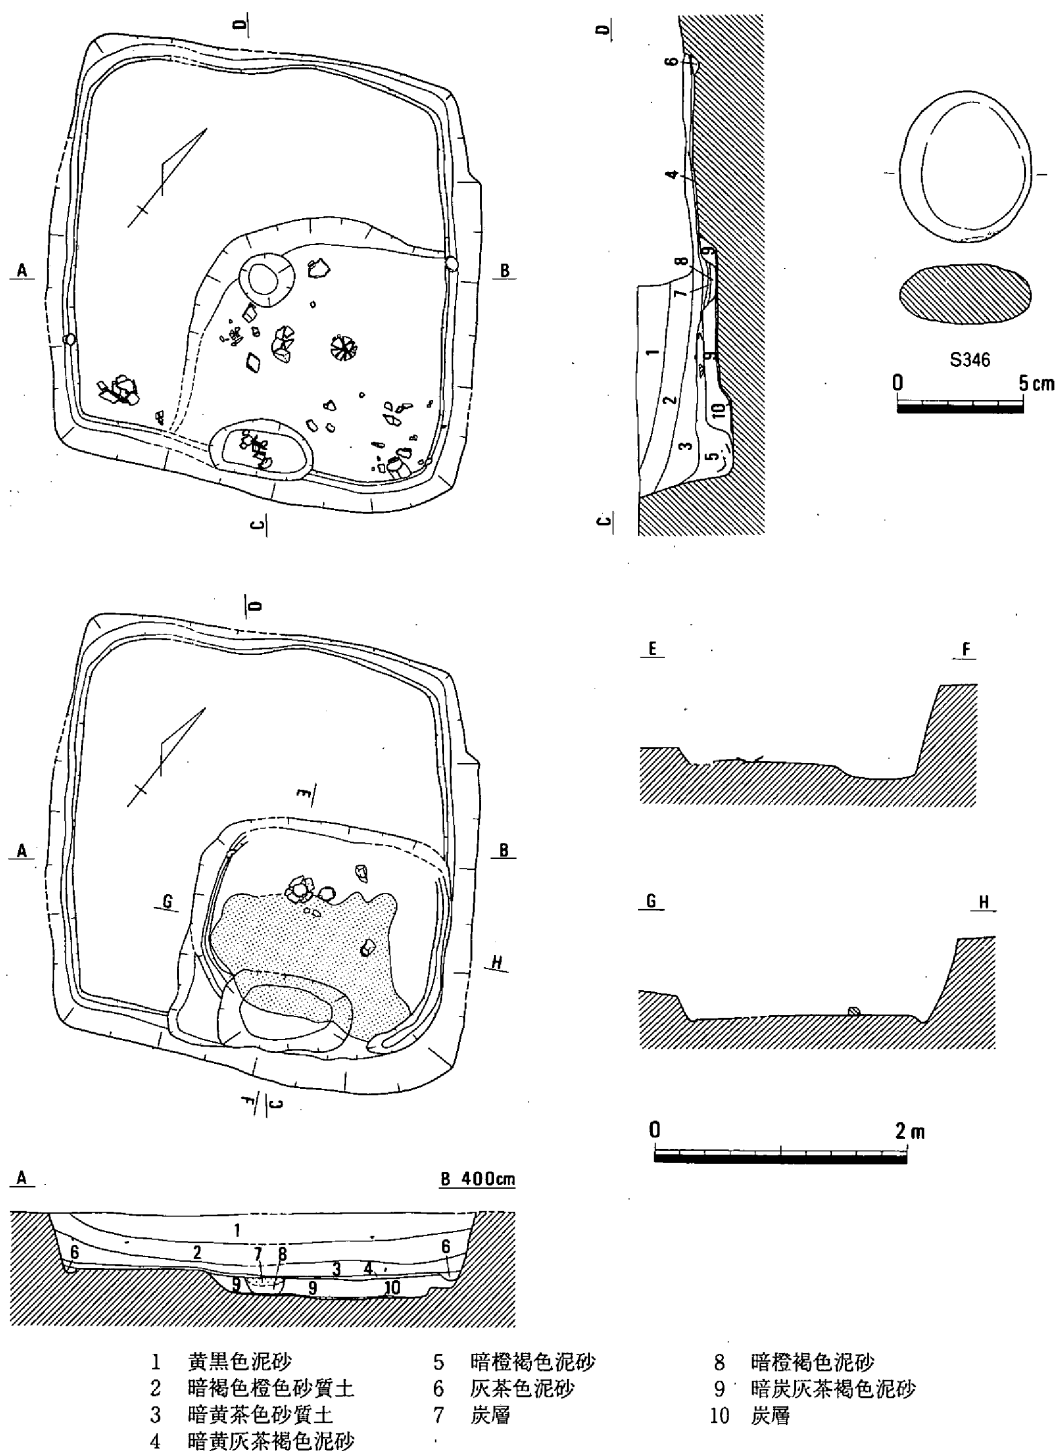 D
A
B
C
D
6
4
9
8
7
1
2
9
10
3
5
C
S346
0 5 cm
D
E
A
B
G
H
F C
E F
G H
0 2 m
A B 400cm
1
6 2 7 8 3 4 6
9 9 10
1 黄黒色泥砂
2 暗褐色橙色砂質土
3 暗黄茶色砂質土
4 暗黄灰茶褐色泥砂
5 暗橙褐色泥砂
6 灰茶色泥砂
7 炭層
8 暗橙褐色泥砂
9 暗炭灰茶褐色泥砂
10 炭層